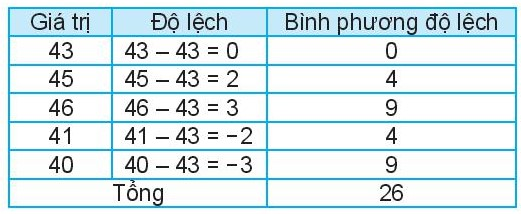 Giá trị Độ lệch Bình phương độ lệch
43 43 – 43 = 0 0
45 45 – 43 = 2 4
46 46 – 43 = 3 9
41 41 – 43 = −2 4
40 40 – 43 = −3 9
Tổng 26